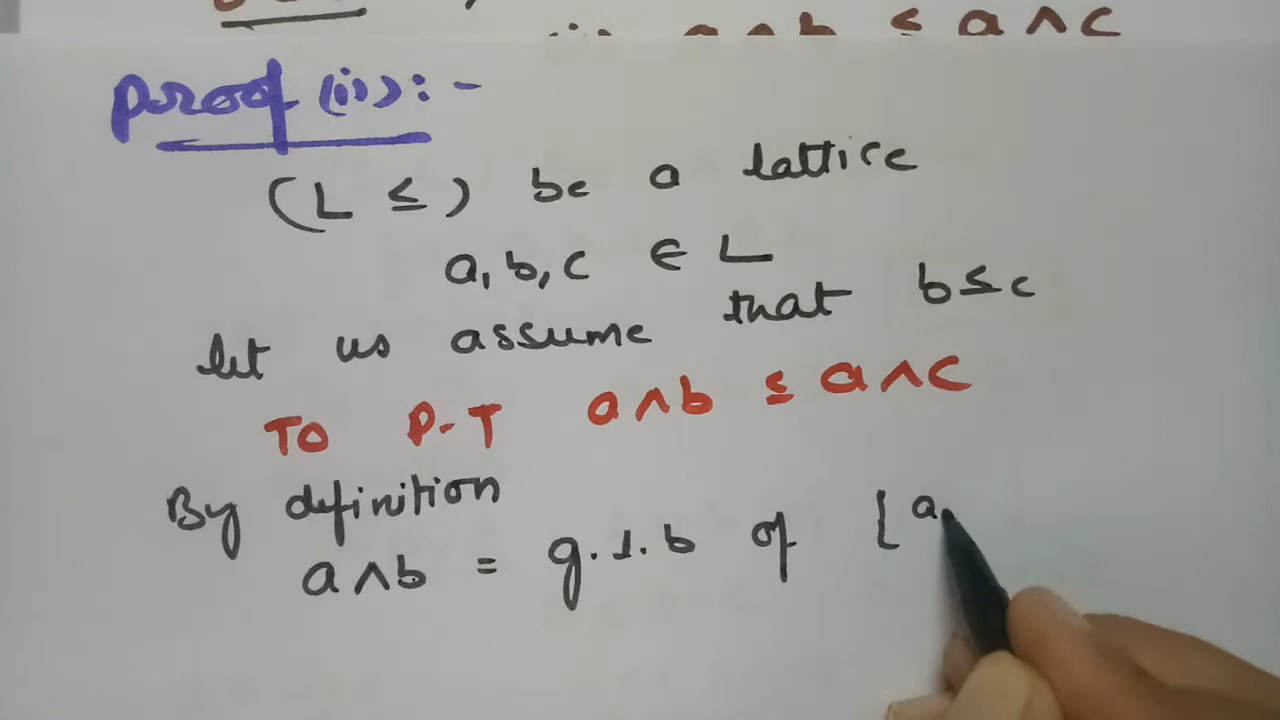 ∴ a ∧ b ≤ a ∧ c
Proof (ii): -
(L ≤) be a lattice
a, b, c ∈ L
let us assume that b ≤ c
TO P.T a ∧ b ≤ a ∧ c
By definition
a ∧ b = g.l.b of [a,